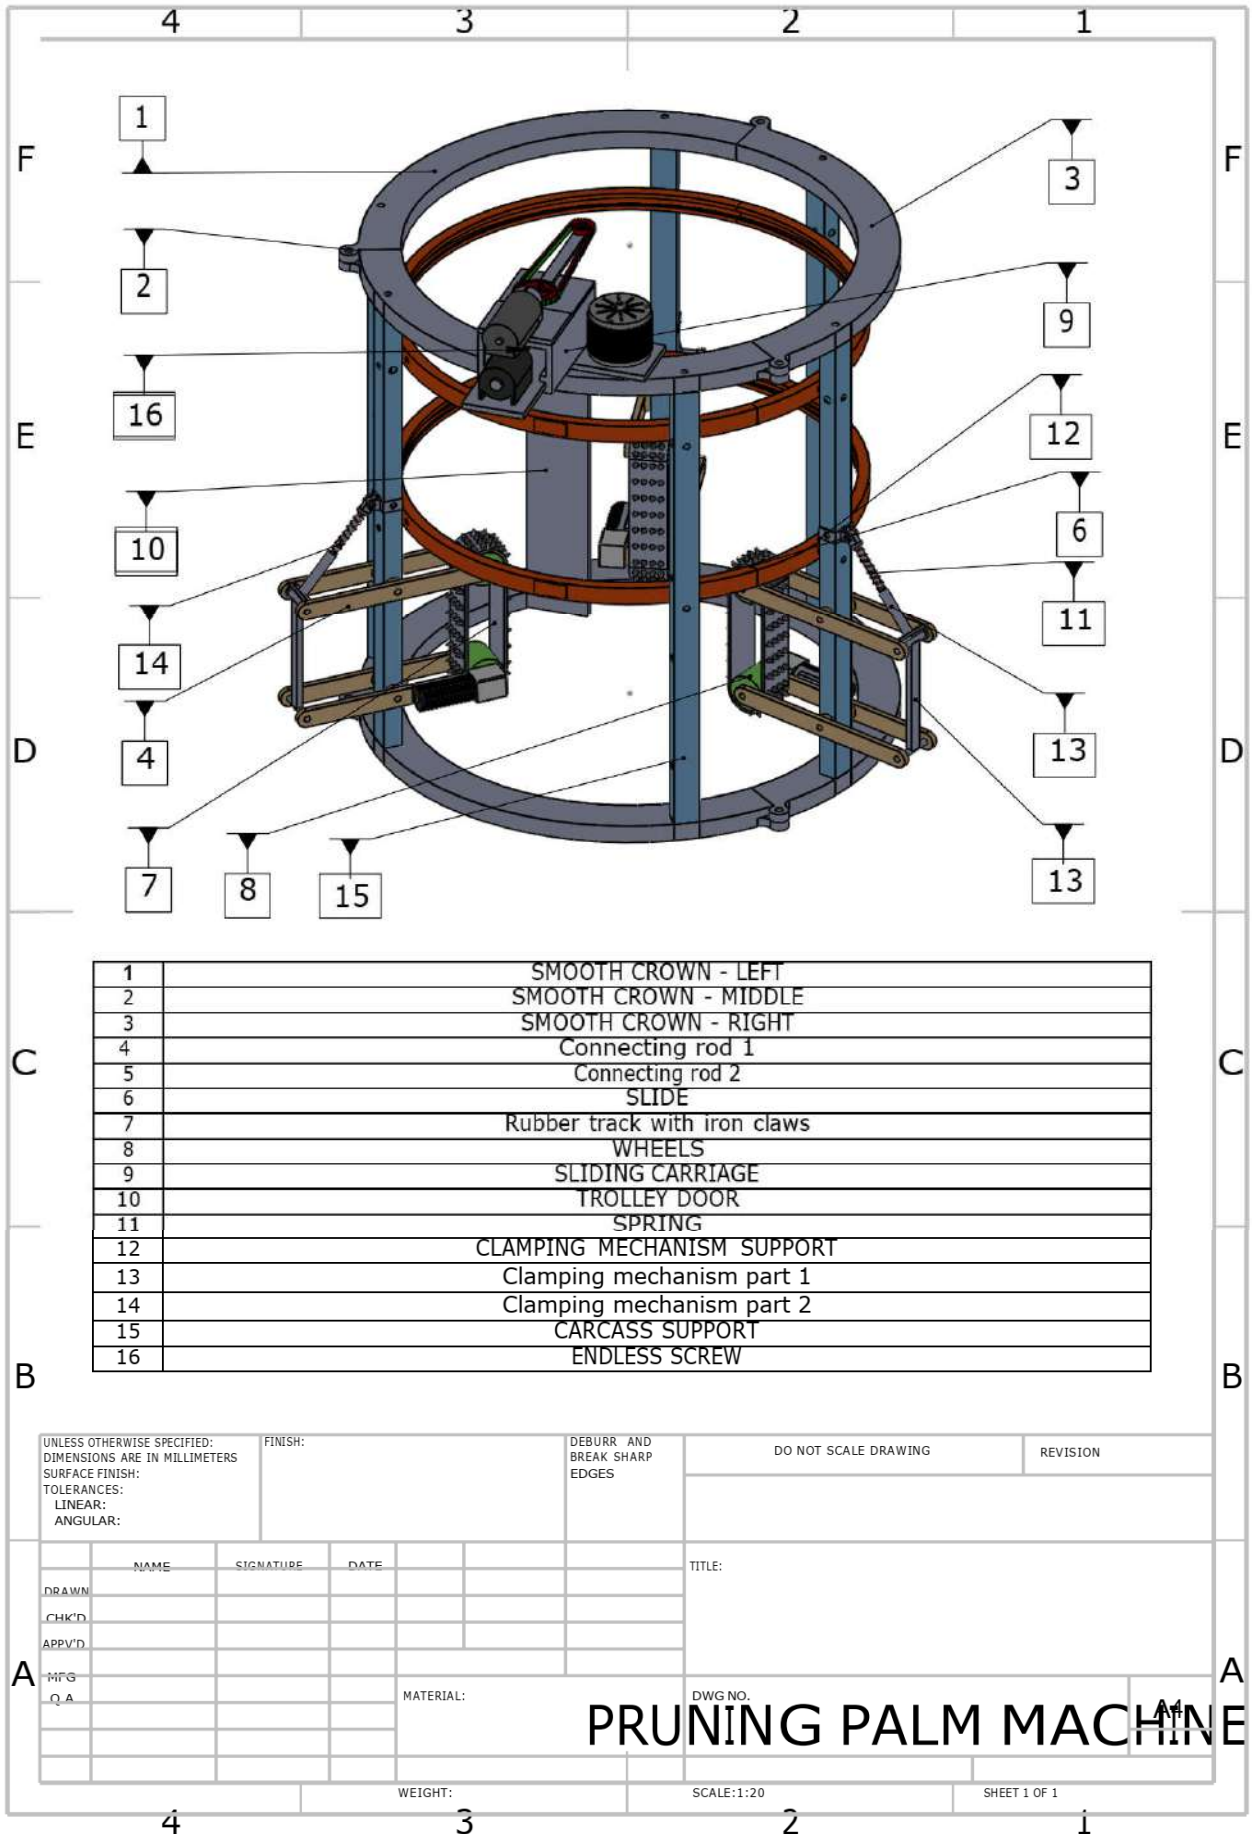 4 3 2 1
1
F F
3
2
9
16
12
E E
10
6
11
14
4
13
D D
7
8
15
13
1 SMOOTH CROWN - LEFT
2 SMOOTH CROWN - MIDDLE
3 SMOOTH CROWN - RIGHT
4 Connecting rod 1
5 Connecting rod 2
6 SLIDE
7 Rubber track with iron claws
8 WHEELS
9 SLIDING CARRIAGE
10 TROLLEY DOOR
11 SPRING
12 CLAMPING MECHANISM SUPPORT
13 Clamping mechanism part 1
14 Clamping mechanism part 2
15 CARCASS SUPPORT
16 ENDLESS SCREW
C C
B B
UNLESS OTHERWISE SPECIFIED:
DIMENSIONS ARE IN MILLIMETERS
SURFACE FINISH:
TOLERANCES:
LINEAR:
ANGULAR:
FINISH:
DEBURR AND
BREAK SHARP
EDGES
DO NOT SCALE DRAWING
REVISION
NAME SIGNATURE DATE
TITLE:
DRAWN
CHK'D
APPV'D
MFG
Q.A
A A
MATERIAL:
DWG NO.
A4
PRUNING PALM MACHINE
WEIGHT:
SCALE:1:20
SHEET 1 OF 1
4 3 2 1